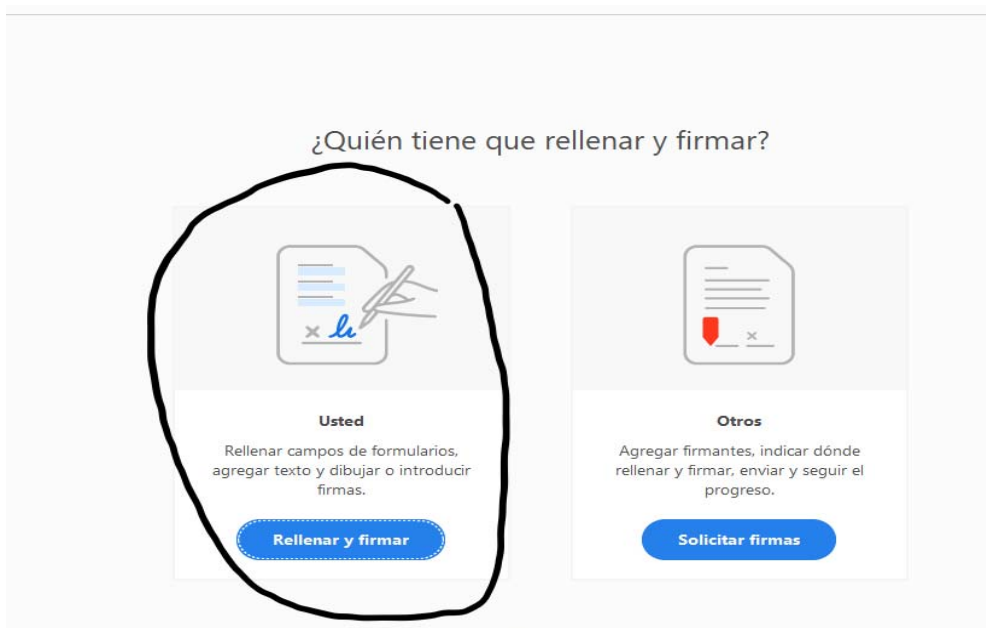 ¿Quién tiene que rellenar y firmar?
Usted
Rellenar campos de formularios,
agregar texto y dibujar o introducir
firmas.
Rellenar y firmar
Otros
Agregar firmantes, indicar dónde
rellenar y firmar, enviar y seguir el
progreso.
Solicitar firmas